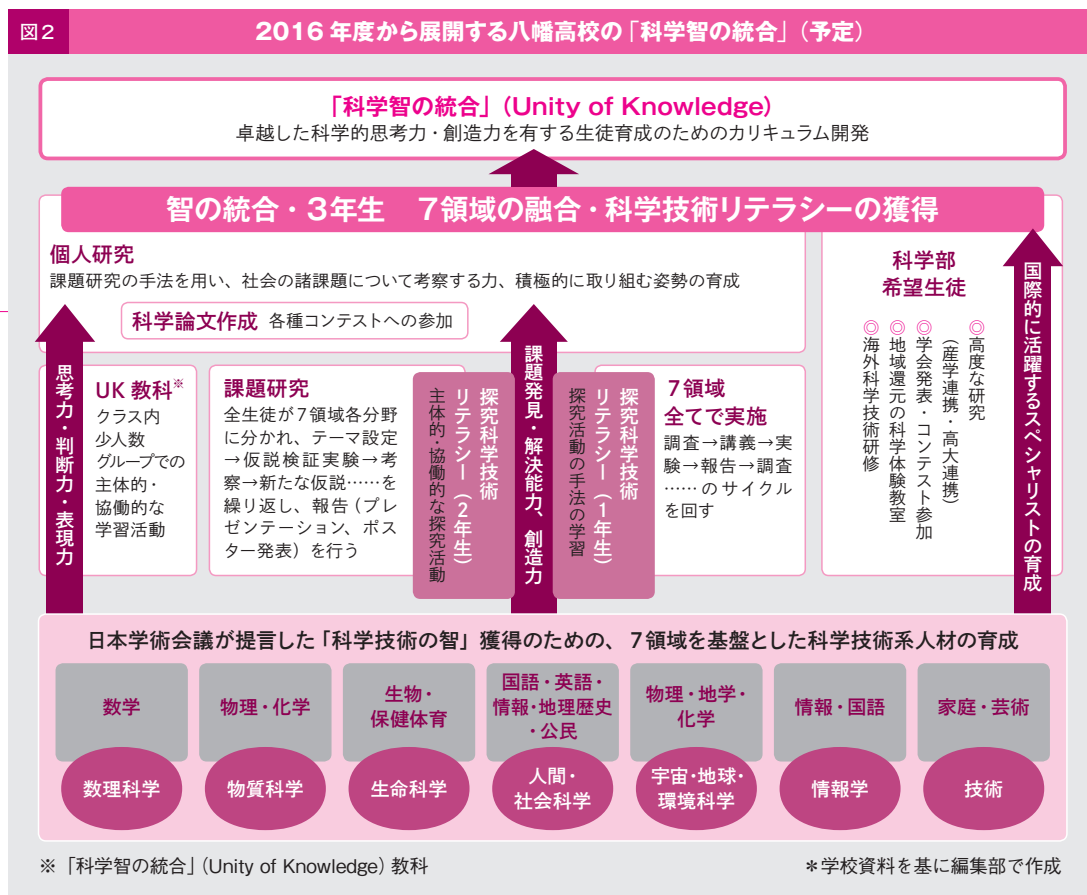 図2
2016年度から展開する八幡高校の「科学智の統合」(予定)
「科学智の統合」(Unity of Knowledge)
卓越した科学的思考力・創造力を有する生徒育成のためのカリキュラム開発
智の統合・3年生 7領域の融合・科学技術リテラシーの獲得
個人研究
課題研究の手法を用い、社会の諸課題について考察する力、積極的に取り組む姿勢の育成
科学論文作成 各種コンテストへの参加
思考力・判断力・表現力
UK 教科※
クラス内
少人数
グループでの
主体的・
協働的な
学習活動
課題研究
全生徒が7領域各分野
に分かれ、テーマ設定
→仮説検証実験→考
察→新たな仮説……を
繰り返し、報告(プレ
ゼンテーション、ポス
ター発表)を行う
探究科学技術
リテラシー(2年生)
主体的・協働的な探究活動
課題発見・解決能力、創造力
探究科学技術
リテラシー(1年生)
探究活動の手法の学習
7領域
全てで実施
調査→講義→実
験→報告→調査
……のサイクル
を回す
科学部
希望生徒
◎高度な研究
(産学連携・高大連携)
◎学会発表・コンテスト参加
◎地域還元の科学体験教室
◎海外科学技術研修
国際的に活躍するスペシャリストの育成
日本学術会議が提言した「科学技術の智」獲得のための、7領域を基盤とした科学技術系人材の育成
数学
物理・化学
生物・
保健体育
国語・英語・
情報・地理歴史
・公民
物理・地学・
化学
情報・国語
家庭・芸術
数理科学
物質科学
生命科学
人間・
社会科学
宇宙・地球・
環境科学
情報学
技術
※「科学智の統合」(Unity of Knowledge)教科
*学校資料を基に編集部で作成